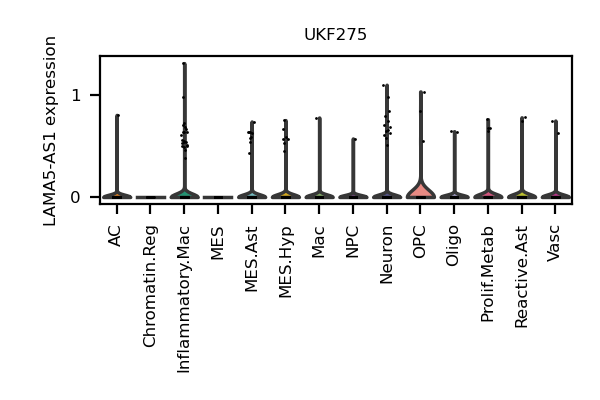 UKF275
LAMA5-AS1 expression
1
0
AC
Chromatin.Reg
Inflammatory.Mac
MES
MES.Ast
MES.Hyp
Mac
NPC
Neuron
OPC
Oligo
Prolif.Metab
Reactive.Ast
Vasc